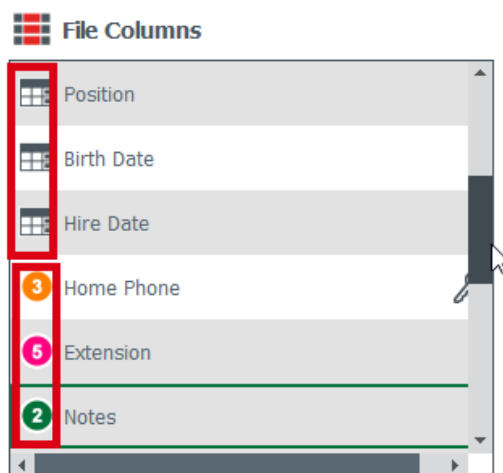 File Columns
Position
Birth Date
Hire Date
3 Home Phone
5 Extension
2 Notes